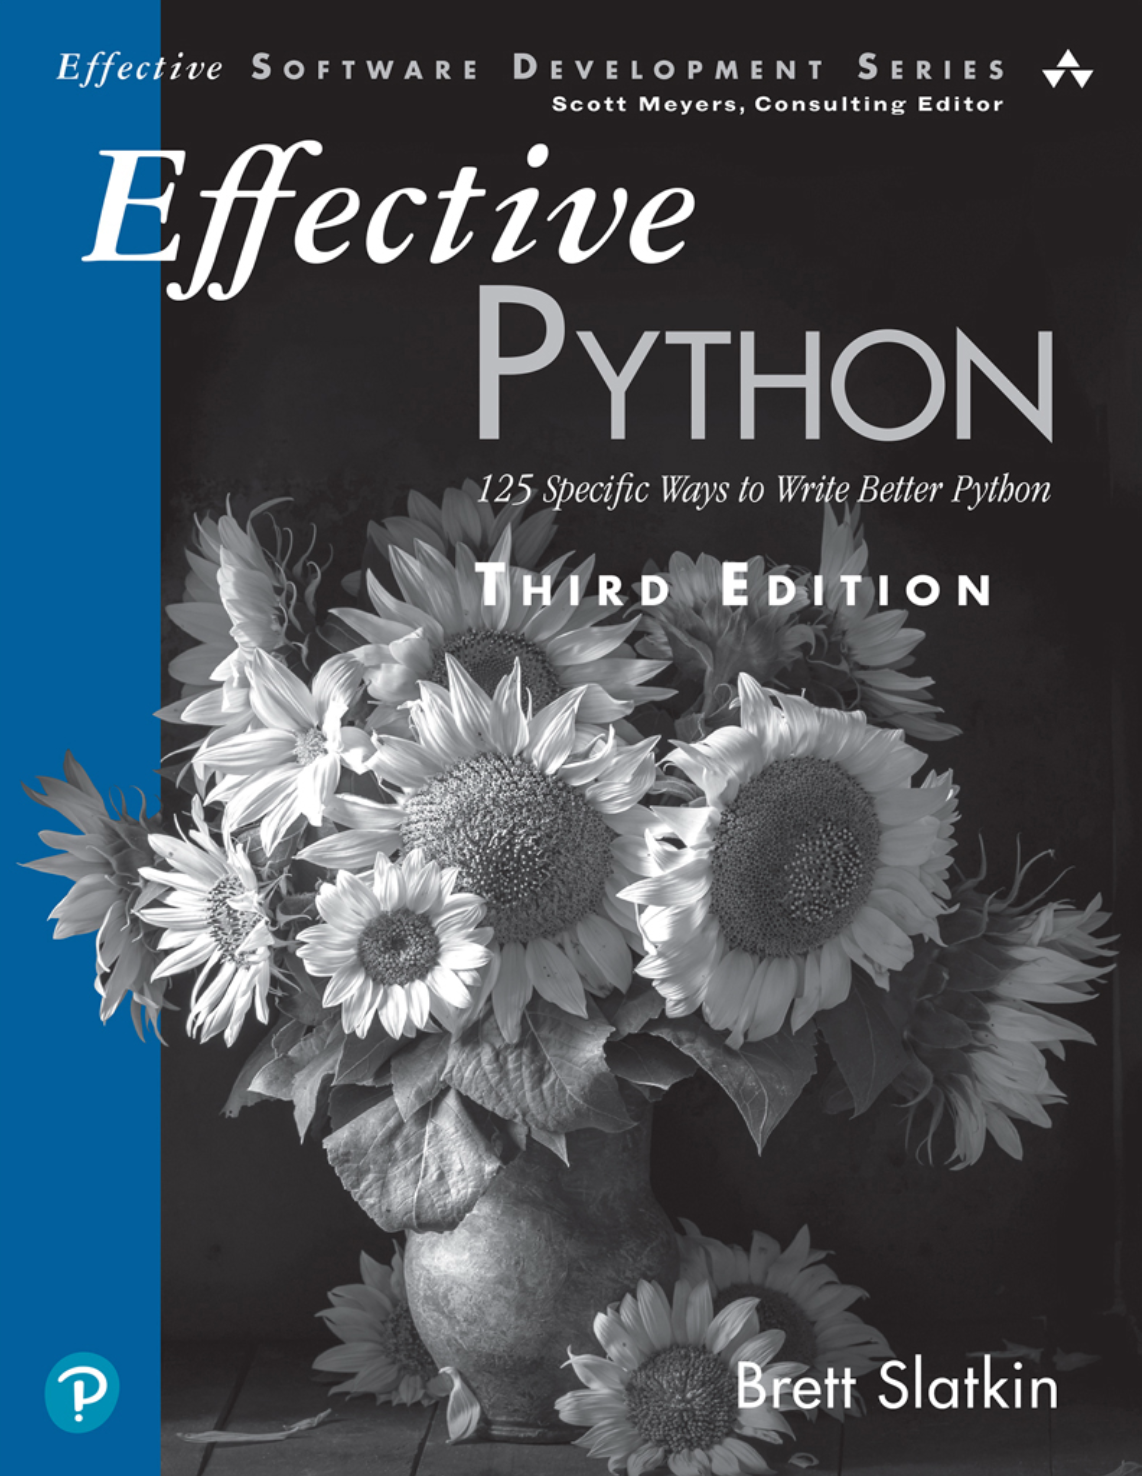 Effective SOFTWARE DEVELOPMENT SERIES
Scott Meyers, Consulting Editor
Effective
PYTHON
125 Specific Ways to Write Better Python
THIRD EDITION
Brett Slatkin
P